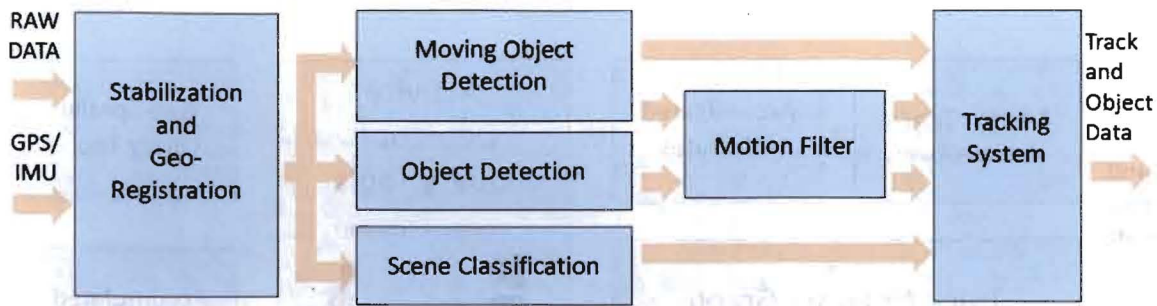 RAW
DATA
GPS/
IMU
Stabilization
and
Geo-
Registration
Moving Object
Detection
Object Detection
Scene Classification
Motion Filter
Tracking
System
Track
and
Object
Data